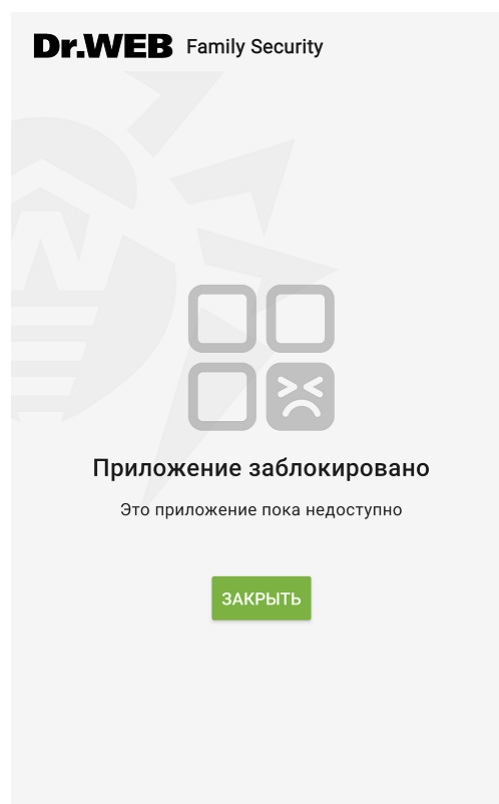 Dr.WEB Family Security
Приложение заблокировано
Это приложение пока недоступно
ЗАКРЫТЬ